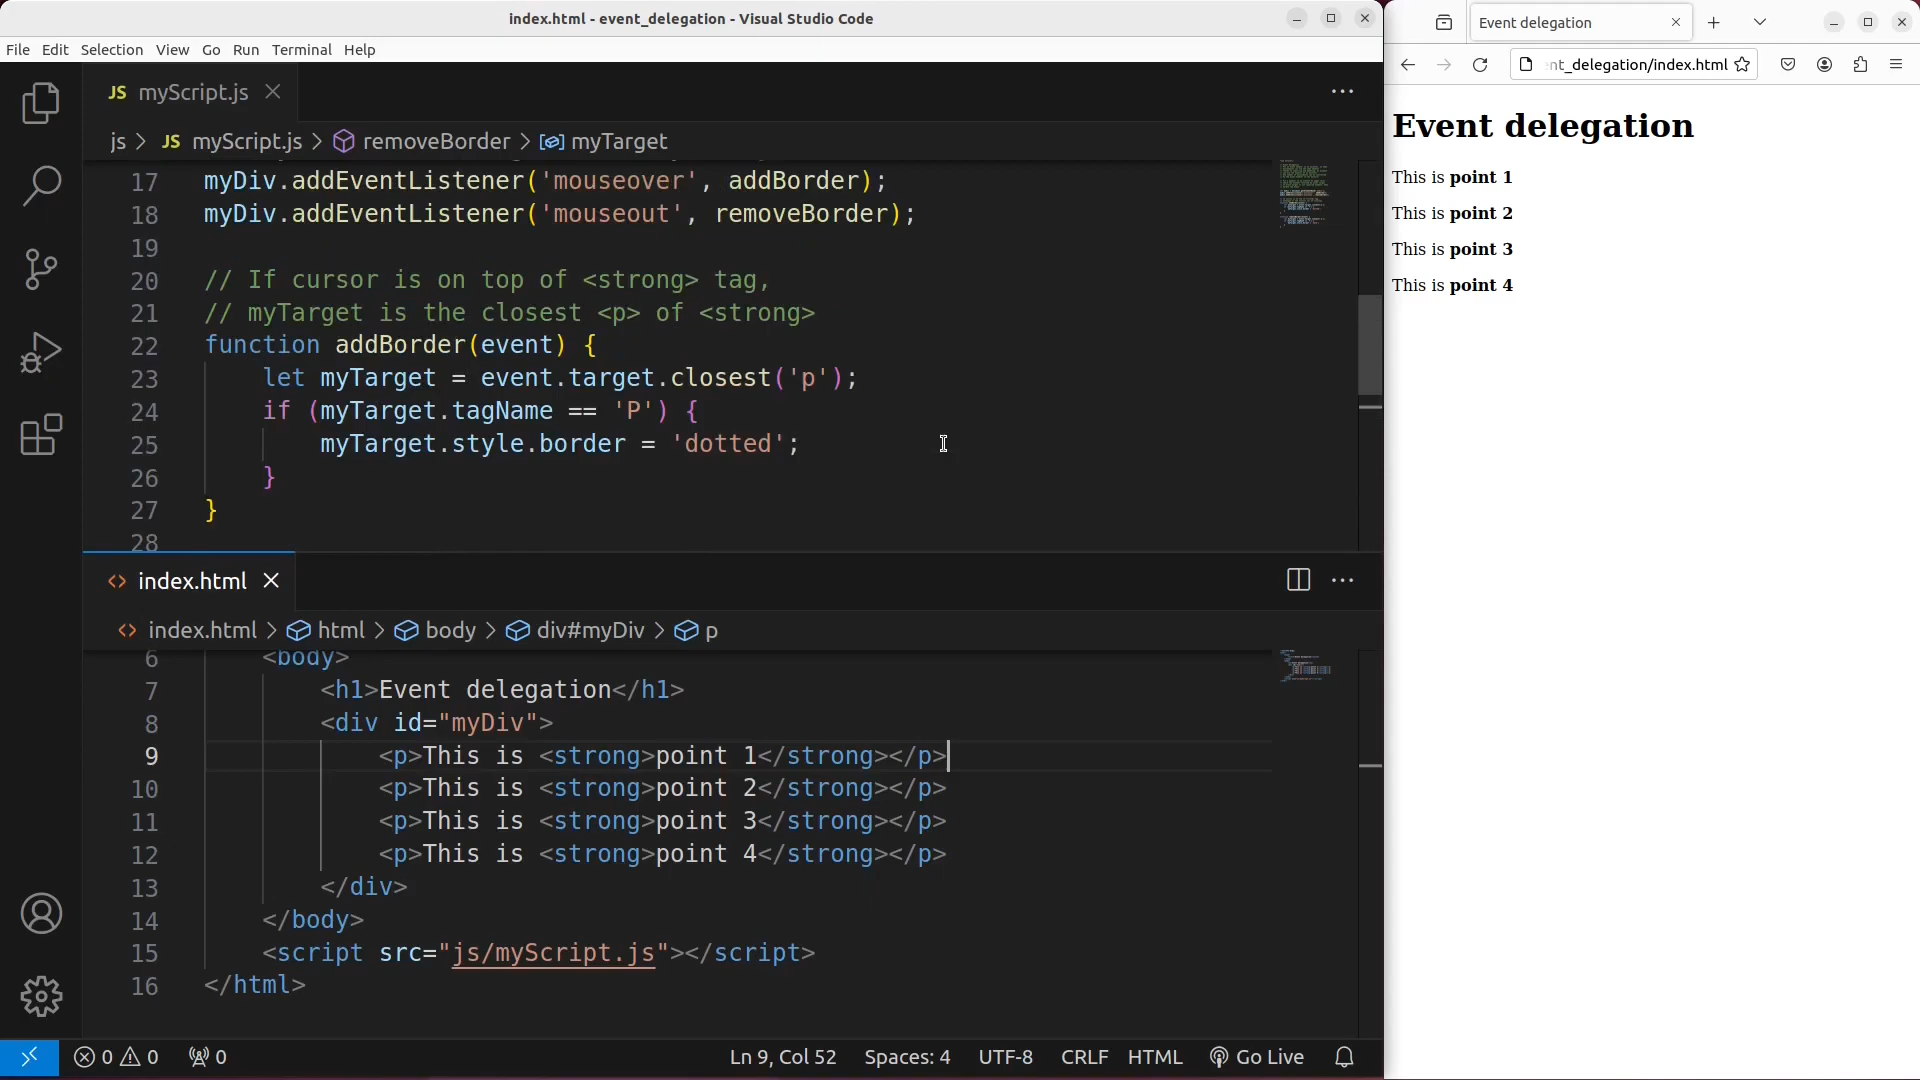 index.html - event_delegation - Visual Studio Code
File Edit Selection View Go Run Terminal Help
JS myScript.js
js > JS myScript.js > removeBorder > myTarget
17 myDiv.addEventListener('mouseover', addBorder);
18 myDiv.addEventListener('mouseout', removeBorder);
19
20 // If cursor is on top of <strong> tag,
21 // myTarget is the closest <p> of <strong>
22 function addBorder(event) {
23 let myTarget = event.target.closest('p');
24 if (myTarget.tagName == 'P') {
25 myTarget.style.border = 'dotted';
26 }
27 }
28
index.html
index.html > html > body > div#myDiv > p
6 <body>
7 <h1>Event delegation</h1>
8 <div id="myDiv">
9 <p>This is <strong>point 1</strong></p>
10 <p>This is <strong>point 2</strong></p>
11 <p>This is <strong>point 3</strong></p>
12 <p>This is <strong>point 4</strong></p>
13 </div>
14 </body>
15 <script src="js/myScript.js"></script>
16 </html>
0 0 0 Ln 9, Col 52 Spaces: 4 UTF-8 CRLF HTML Go Live
Event delegation
nt_delegation/index.html
Event delegation
This is point 1
This is point 2
This is point 3
This is point 4